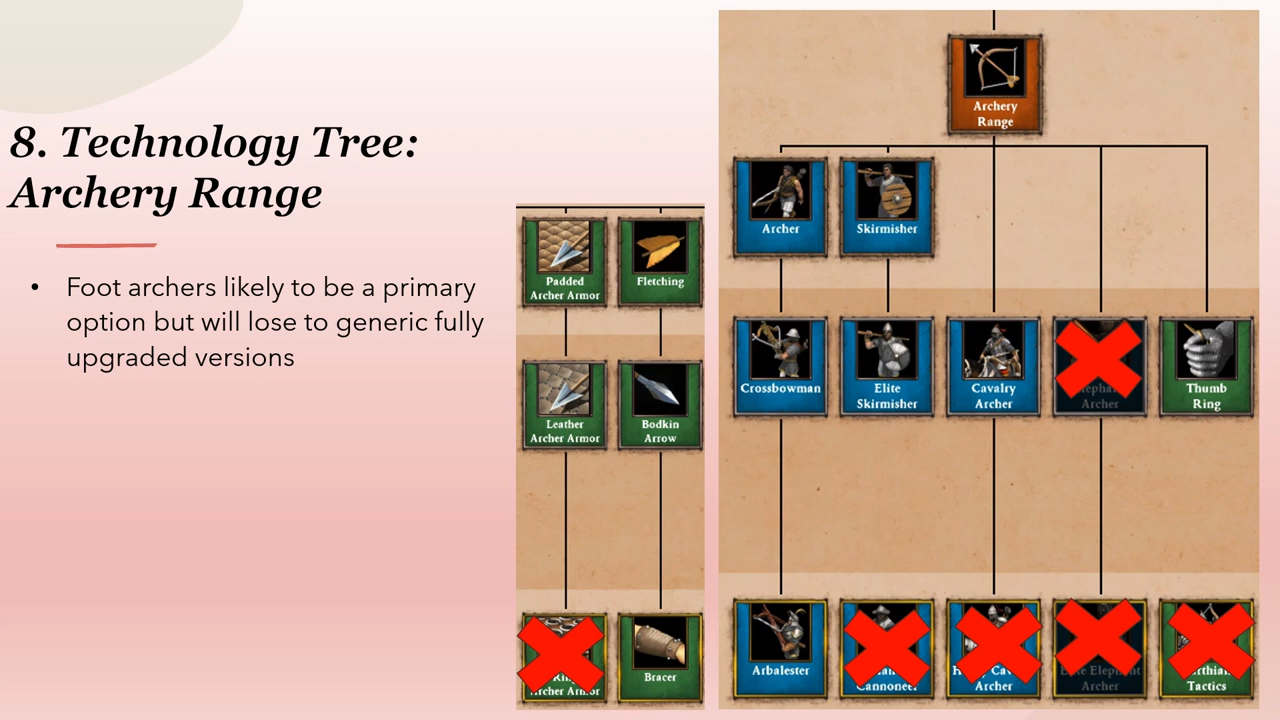 8. Technology Tree:
Archery Range
• Foot archers likely to be a primary
option but will lose to generic fully
upgraded versions
Padded
Archer Armor
Fletching
Leather
Archer Armor
Bodkin
Arrow
Archer Armor
Bracer
Archery
Range
Archer
Skirmisher
Crossbowman
Elite
Skirmisher
Cavalry
Archer
Archer
Thumb
Ring
Arbalester
Cannoneer
Archer
Archer
Tactics